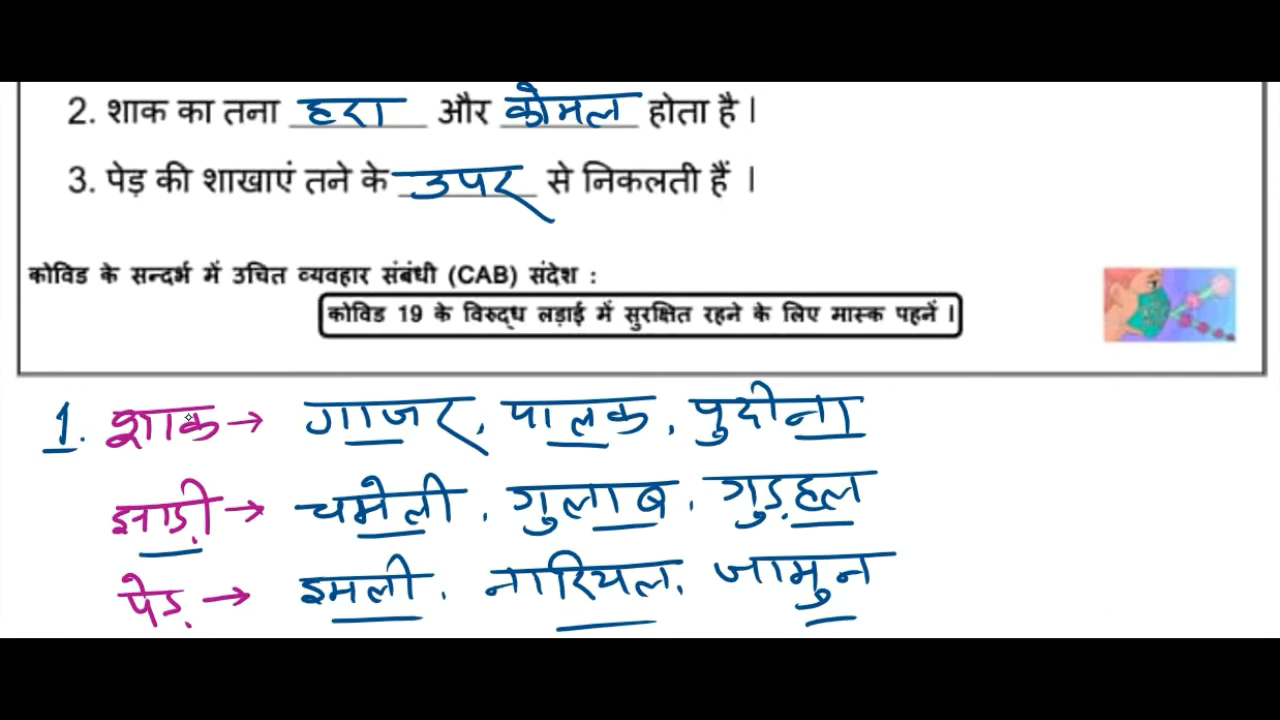 2. शाक का तना हरा और कोमल होता है ।
3. पेड़ की शाखाएं तने के उपर से निकलती हैं ।
कोविड के सन्दर्भ में उचित व्यवहार संबंधी (CAB) संदेश :
कोविड 19 के विरुद्ध लड़ाई में सुरक्षित रहने के लिए मास्क पहनें ।
1. शाक → गाजर, पालक, पुदीना
झाड़ी → चमेली, गुलाब, गुड़हल
पेड़ → इमली, नारियल, जामुन